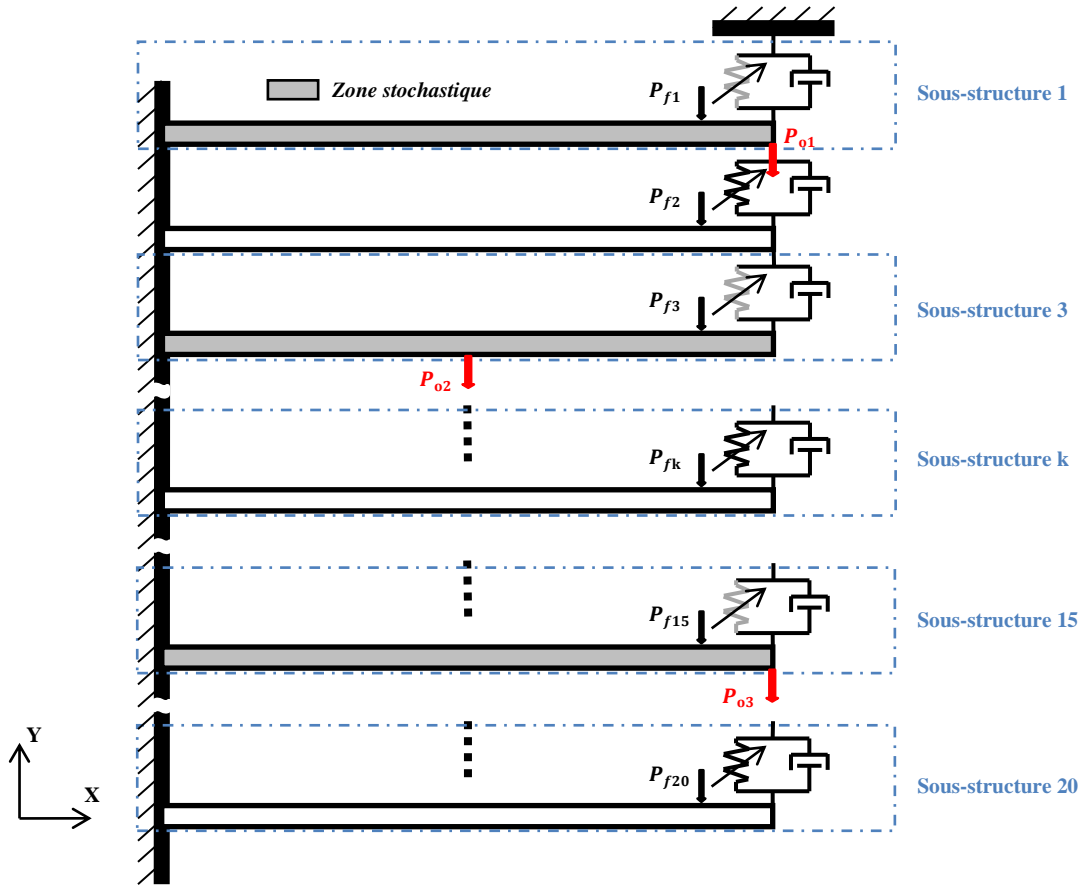 Zone stochastique
P_f1
Sous-structure 1
P_o1
P_f2
P_f3
Sous-structure 3
P_o2
P_fk
Sous-structure k
P_f15
Sous-structure 15
P_o3
Y
X
P_f20
Sous-structure 20